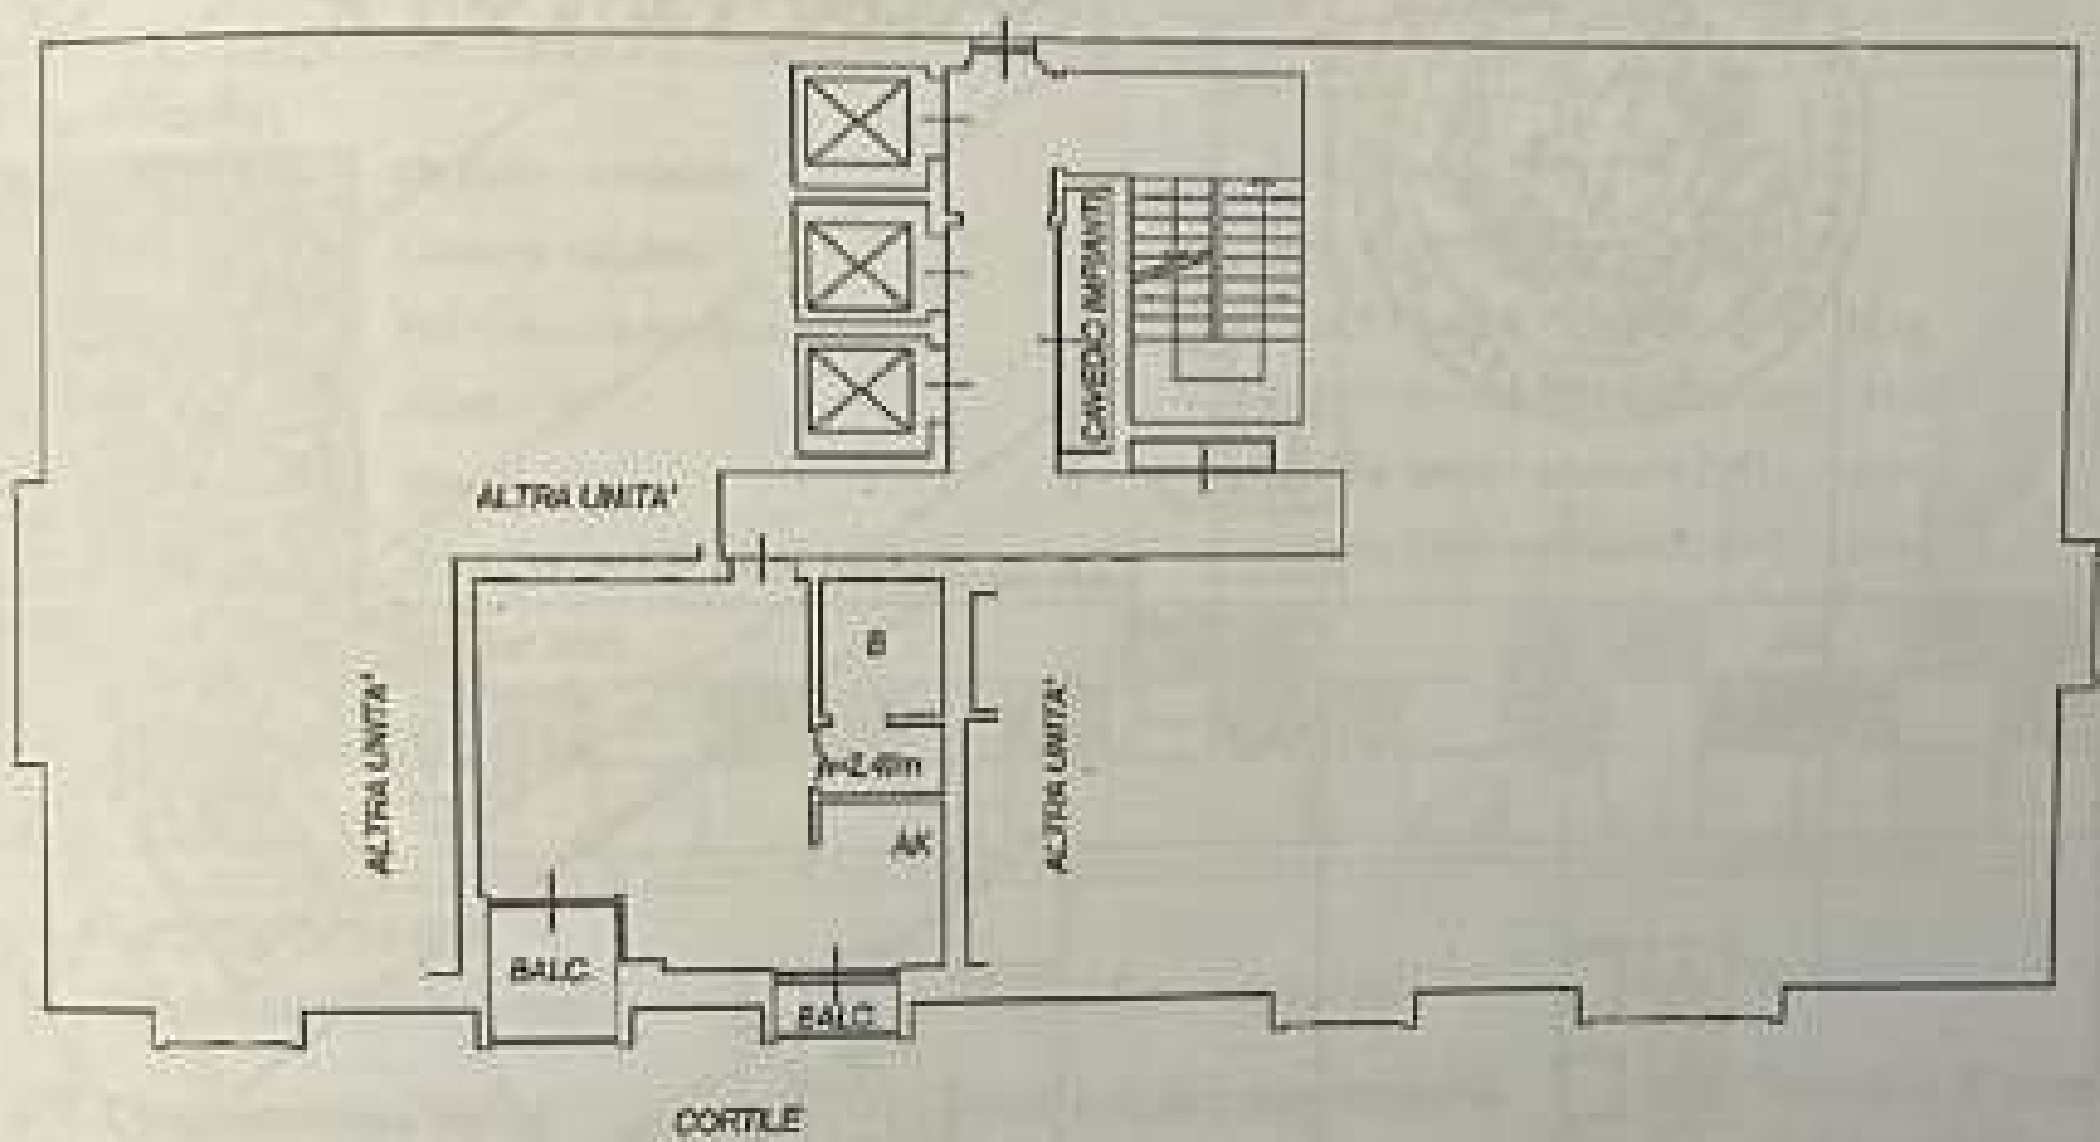 CAVEDIO IMPIANTI
ALTRA UNITA'
ALTRA UNITA'
B
ALTRA UNITA'
h=2.40m
AK
BALC.
BALC.
CORTILE